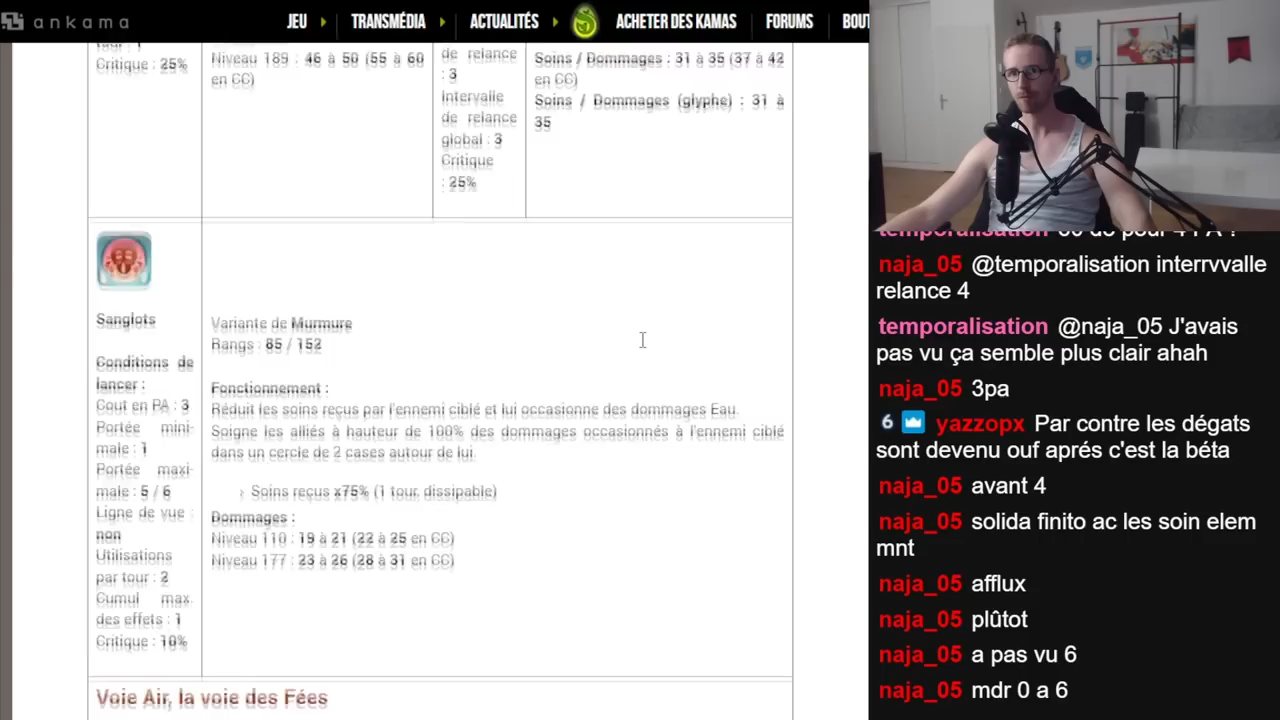 ankama
JEU
TRANSMÉDIA
ACTUALITÉS
ACHETER DES KAMAS
FORUMS
BOUT
Critique : 25%
Niveau 189 : 46 à 50 (55 à 60
en CC)
de relance
: 3
Intervalle
de relance
global : 3
Critique
: 25%
Soins / Dommages : 31 à 35 (37 à 42
en CC)
Soins / Dommages (glyphe) : 31 à
35
Sanglots
Conditions de
lancer :
Cout en PA : 3
Portée mini-
male : 1
Portée maxi-
male : 5 / 6
Ligne de vue :
non
Utilisations
par tour : 2
Cumul max.
des effets : 1
Critique : 10%
Variante de Murmure
Rangs : 85 / 152
Fonctionnement :
Réduit les soins reçus par l'ennemi ciblé et lui occasionne des dommages Eau.
Soigne les alliés à hauteur de 100% des dommages occasionnés à l'ennemi ciblé
dans un cercle de 2 cases autour de lui.
› Soins reçus x75% (1 tour, dissipable)
Dommages :
Niveau 110 : 19 à 21 (22 à 25 en CC)
Niveau 177 : 23 à 26 (28 à 31 en CC)
Voie Air, la voie des Fées
temporalisation
naja_05 @temporalisation interrvvalle
relance 4
temporalisation @naja_05 J'avais
pas vu ça semble plus clair ahah
naja_05 3pa
6 yazzopx Par contre les dégats
sont devenu ouf aprés c'est la béta
naja_05 avant 4
naja_05 solida finito ac les soin elem
mnt
naja_05 afflux
naja_05 plûtot
naja_05 a pas vu 6
naja_05 mdr 0 a 6